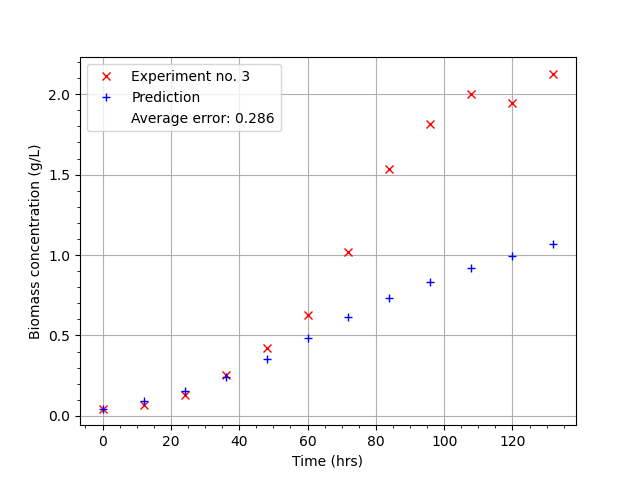 Experiment no. 3
Prediction
Average error: 0.286
2.0
1.5
1.0
0.5
0.0
Biomass concentration (g/L)
0 20 40 60 80 100 120
Time (hrs)